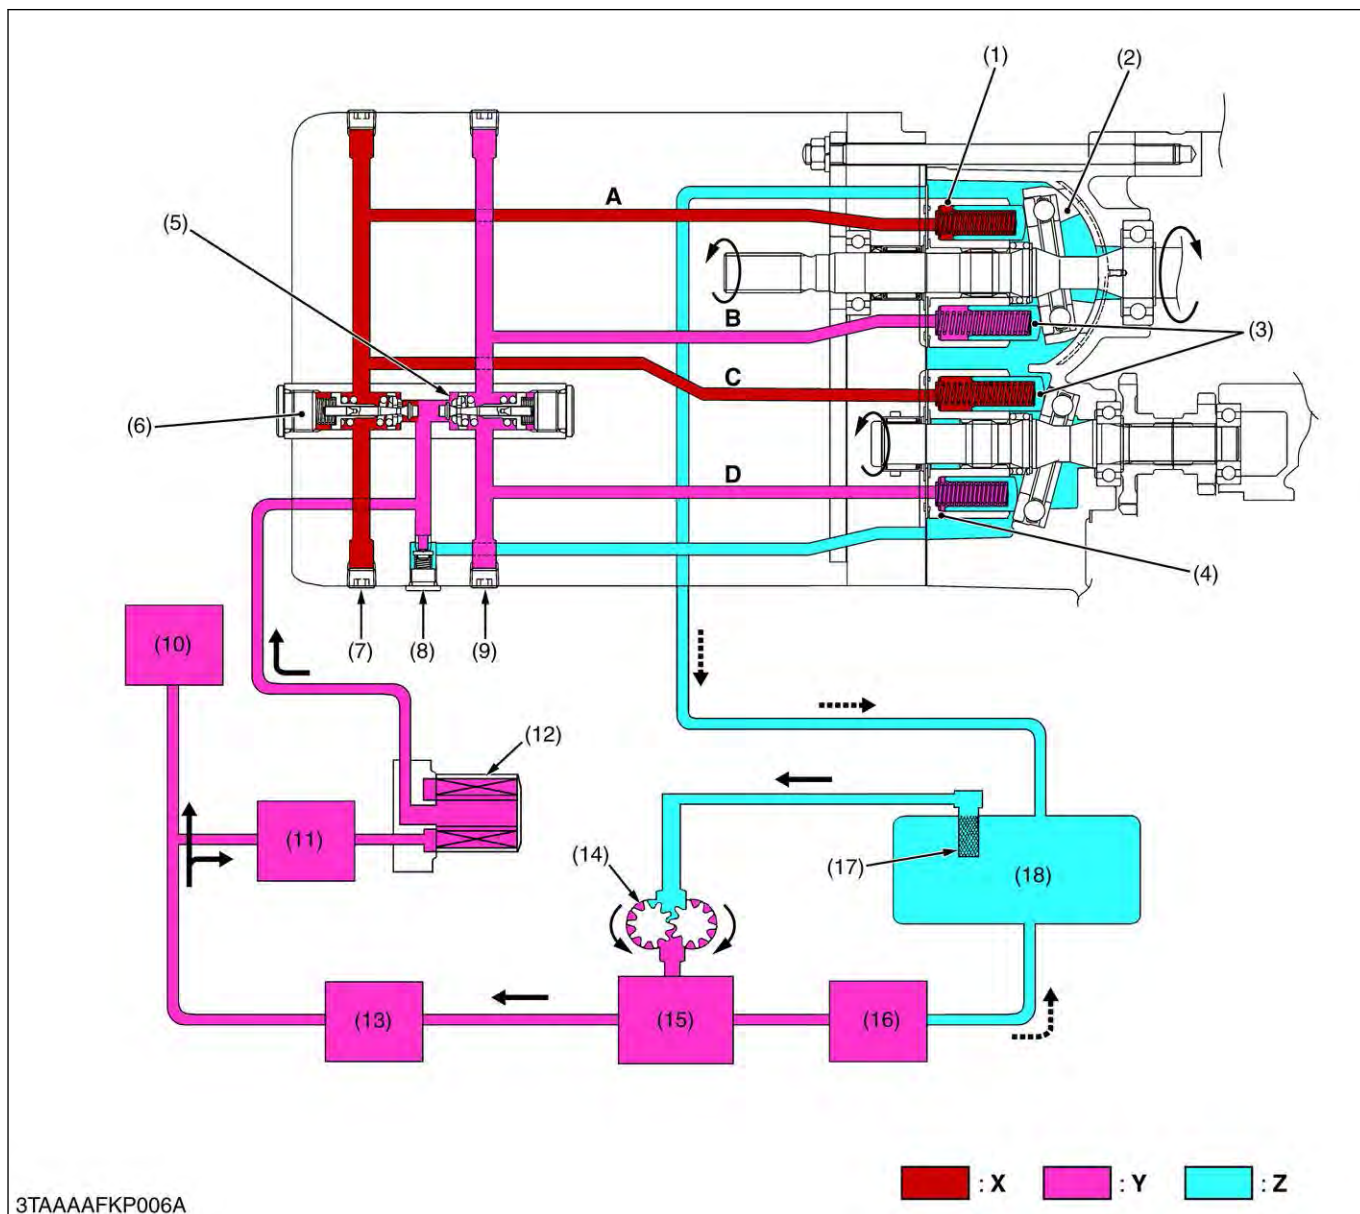 (1)
(2)
A
(5)
B
(3)
C
(6)
D
(4)
(7)
(8)
(9)
(10)
(12)
(11)
(14)
(17)
(18)
(13)
(15)
(16)
: X
: Y
: Z
3TAAAAFKP006A